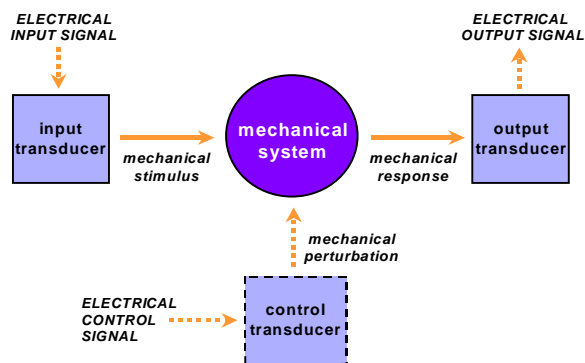 ELECTRICAL
INPUT SIGNAL
ELECTRICAL
OUTPUT SIGNAL
input
transducer
mechanical
stimulus
mechanical
system
mechanical
response
output
transducer
mechanical
perturbation
ELECTRICAL
CONTROL
SIGNAL
control
transducer